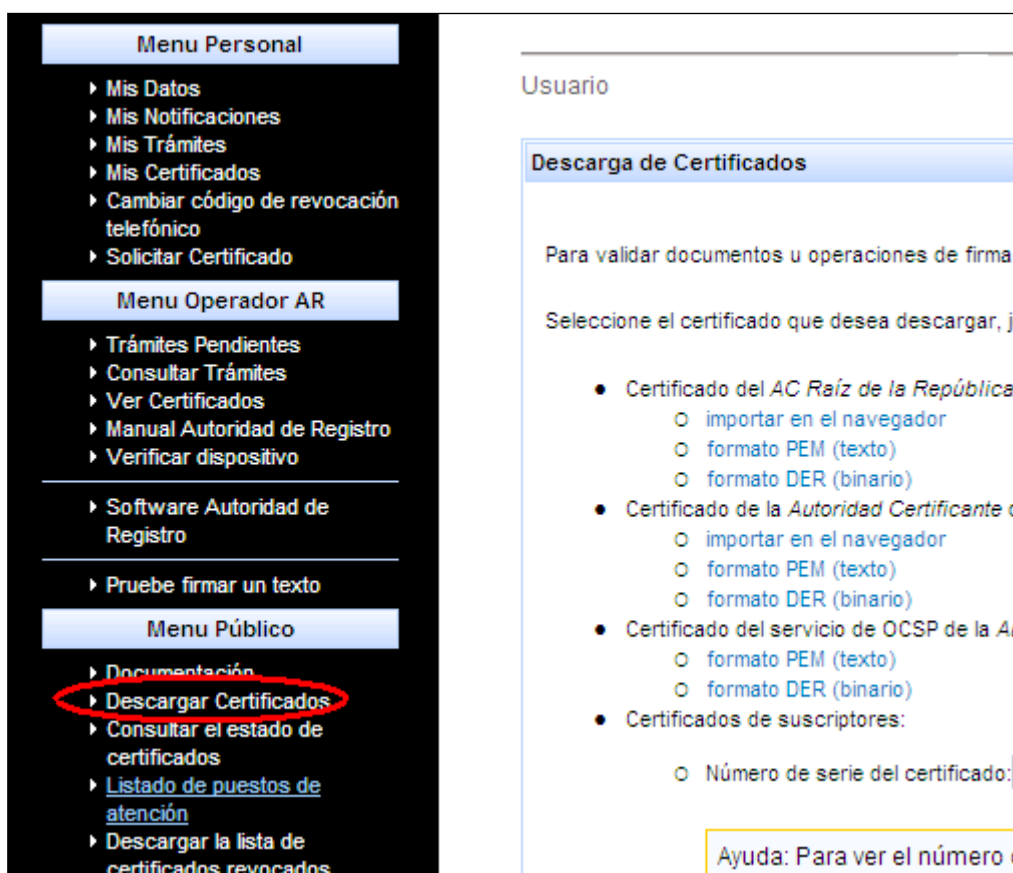 Menu Personal
Mis Datos
Mis Notificaciones
Mis Trámites
Mis Certificados
Cambiar código de revocación
telefónico
Solicitar Certificado
Menu Operador AR
Trámites Pendientes
Consultar Trámites
Ver Certificados
Manual Autoridad de Registro
Verificar dispositivo
Software Autoridad de
Registro
Pruebe firmar un texto
Menu Público
Documentación
Descargar Certificados
Consultar el estado de
certificados
Listado de puestos de
atención
Descargar la lista de
certificados revocados
Usuario
Descarga de Certificados
Para validar documentos u operaciones de firma
Seleccione el certificado que desea descargar, j
Certificado del AC Raíz de la República
importar en el navegador
formato PEM (texto)
formato DER (binario)
Certificado de la Autoridad Certificante
importar en el navegador
formato PEM (texto)
formato DER (binario)
Certificado del servicio de OCSP de la
formato PEM (texto)
formato DER (binario)
Certificados de suscriptores:
Número de serie del certificado:
Ayuda: Para ver el número